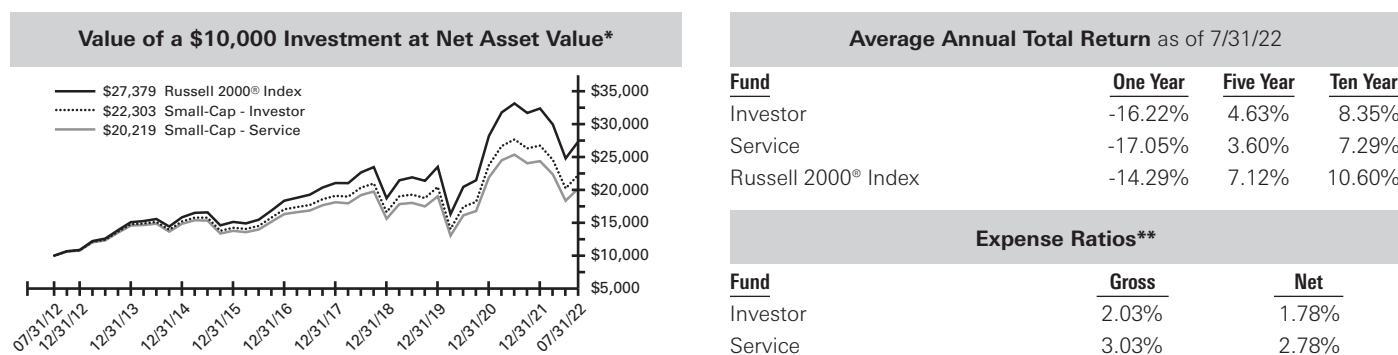 Value of a $10,000 Investment at Net Asset Value*
$27,379 Russell 2000® Index
$22,303 Small-Cap - Investor
$20,219 Small-Cap - Service
$35,000
$30,000
$25,000
$20,000
$15,000
$10,000
$5,000
07/31/12
12/31/12
12/31/13
12/31/14
12/31/15
12/31/16
12/31/17
12/31/18
12/31/19
12/31/20
12/31/21
07/31/22
Average Annual Total Return as of 7/31/22
Fund One Year Five Year Ten Year
Investor -16.22% 4.63% 8.35%
Service -17.05% 3.60% 7.29%
Russell 2000® Index -14.29% 7.12% 10.60%
Expense Ratios**
Fund Gross Net
Investor 2.03% 1.78%
Service 3.03% 2.78%